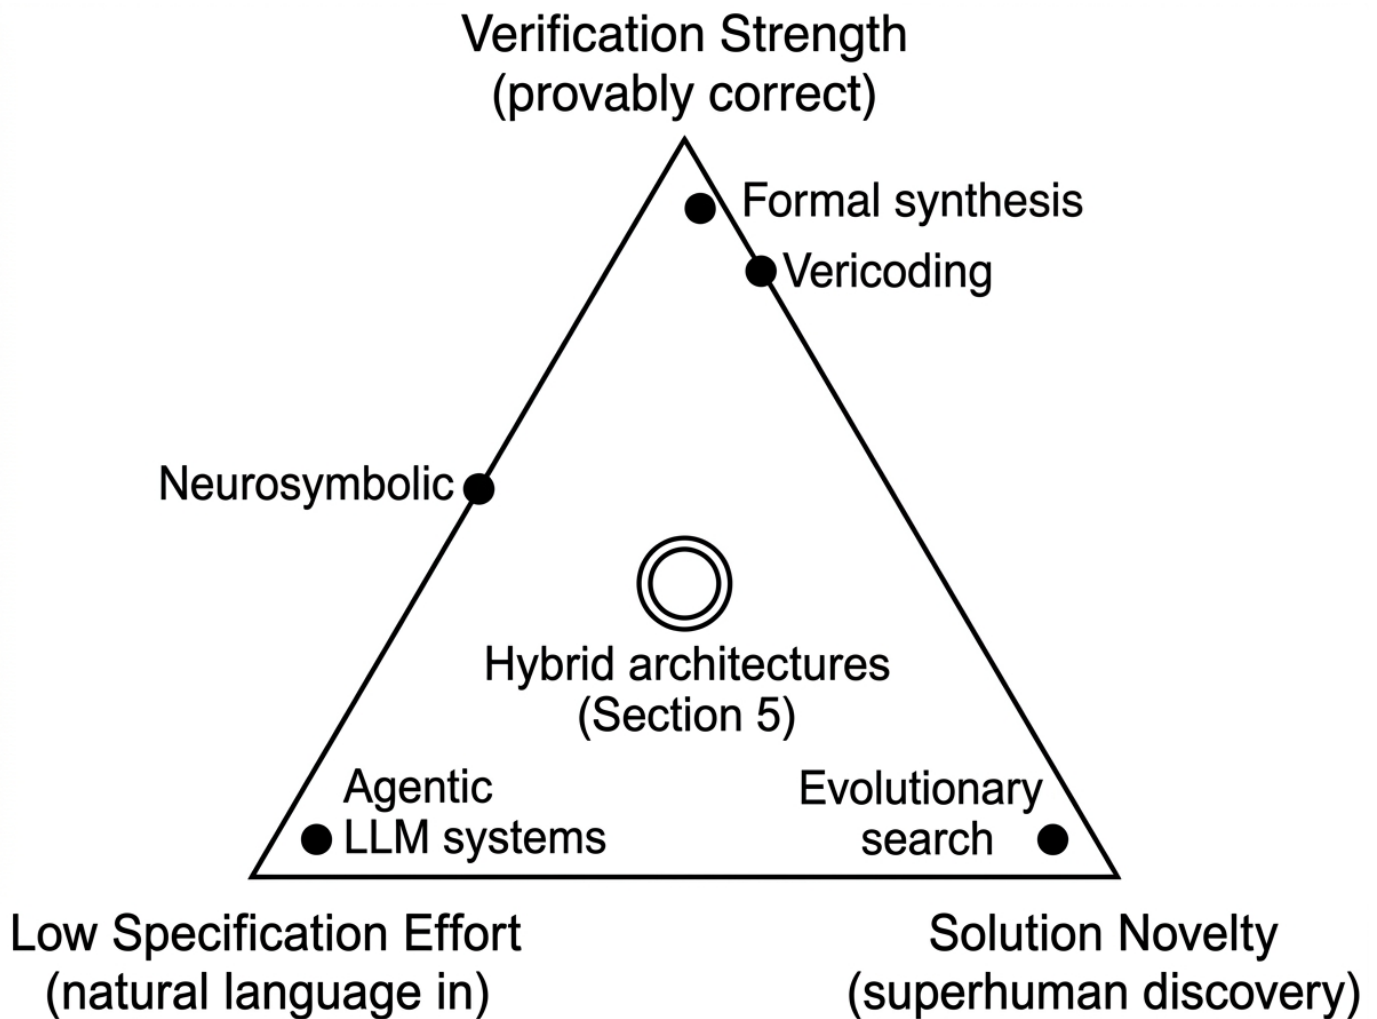 Verification Strength
(provably correct)
Formal synthesis
Vericoding
Neurosymbolic
Hybrid architectures
(Section 5)
Agentic
LLM systems
Evolutionary
search
Low Specification Effort
(natural language in)
Solution Novelty
(superhuman discovery)